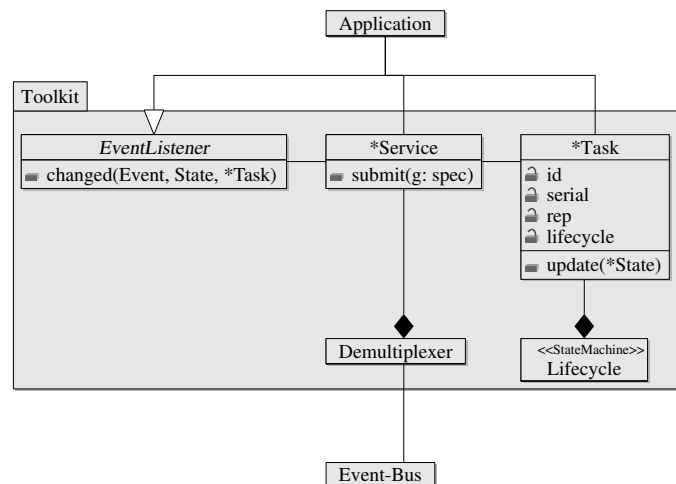 Application
Toolkit
EventListener
changed(Event, State, *Task)
*Service
submit(g: spec)
*Task
id
serial
rep
lifecycle
update(*State)
Demultiplexer
<<StateMachine>>
Lifecycle
Event-Bus